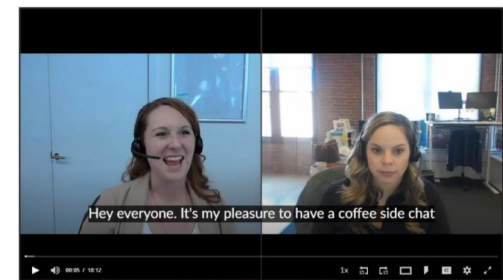 Hey everyone. It's my pleasure to have a coffee side chat
00:05 / 18:12
1x